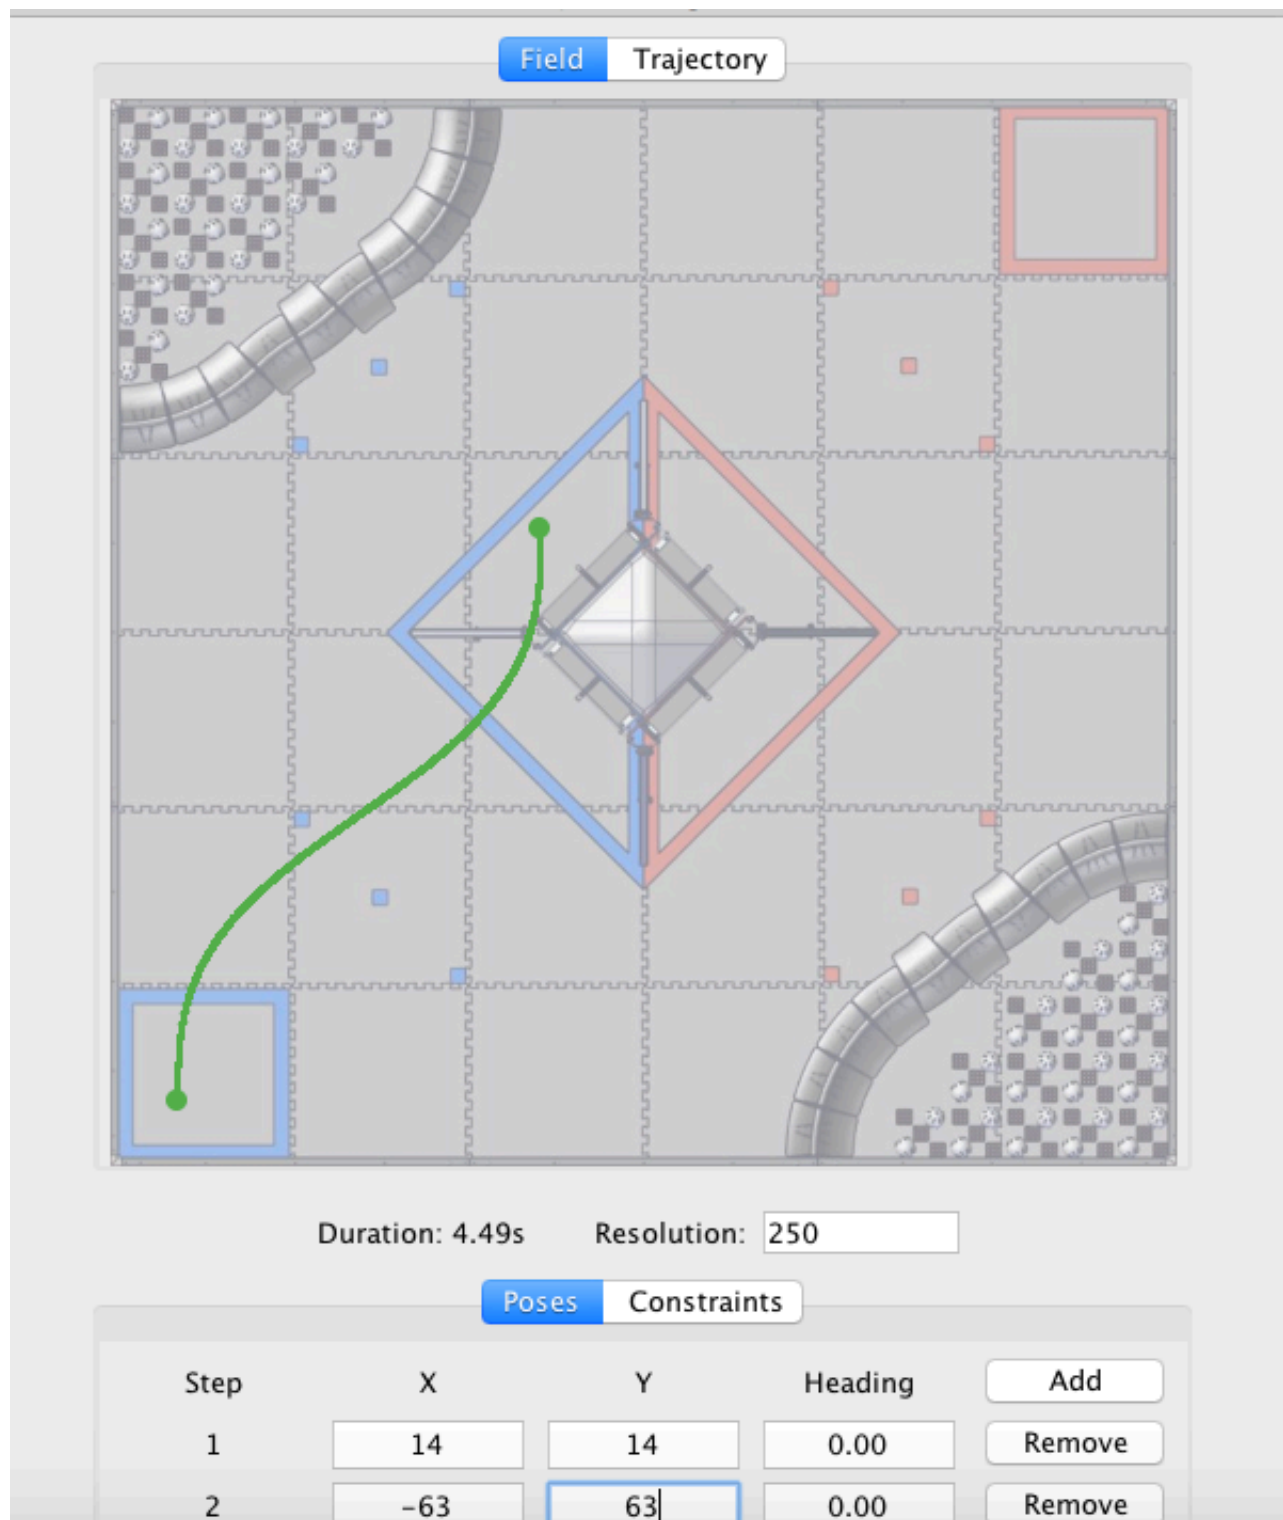 Field Trajectory
Duration: 4.49s Resolution: 250
Poses Constraints
Step X Y Heading Add
1 14 14 0.00 Remove
2 -63 63 0.00 Remove